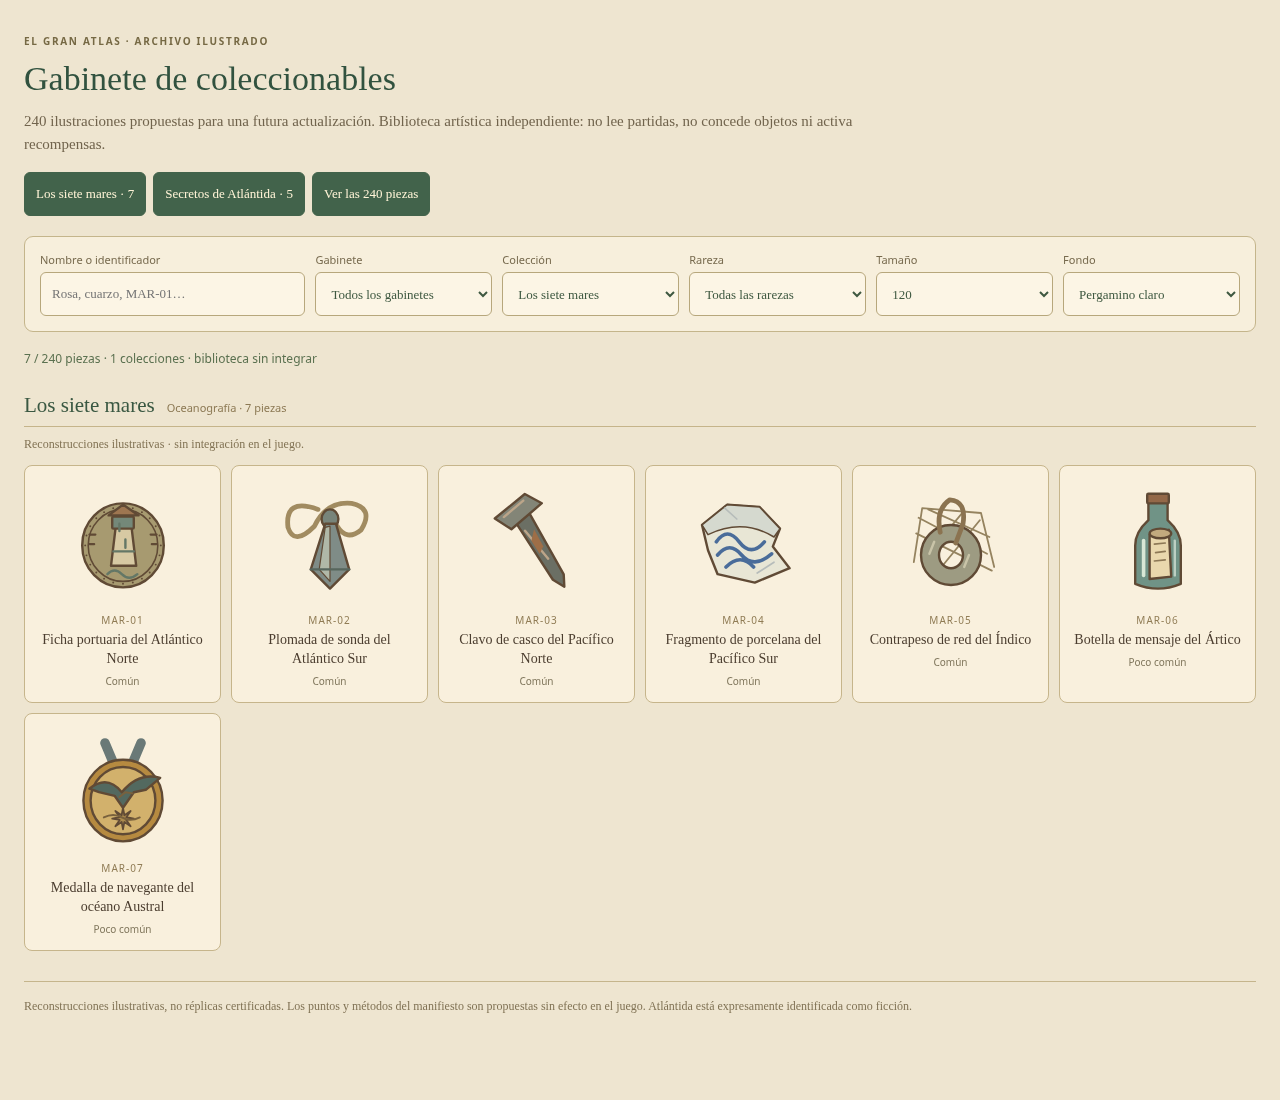 EL GRAN ATLAS · ARCHIVO ILUSTRADO
Gabinete de coleccionables
240 ilustraciones propuestas para una futura actualización. Biblioteca artística independiente: no lee partidas, no concede objetos ni activa
recompensas.
Los siete mares · 7
Secretos de Atlántida · 5
Ver las 240 piezas
Nombre o identificador
Gabinete
Colección
Rareza
Tamaño
Fondo
Rosa, cuarzo, MAR-01…
Todos los gabinetes
Los siete mares
Todas las rarezas
120
Pergamino claro
7 / 240 piezas · 1 colecciones · biblioteca sin integrar
Los siete mares
Oceanografía · 7 piezas
Reconstrucciones ilustrativas · sin integración en el juego.
MAR-01
Ficha portuaria del Atlántico
Norte
Común
MAR-02
Plomada de sonda del
Atlántico Sur
Común
MAR-03
Clavo de casco del Pacífico
Norte
Común
MAR-04
Fragmento de porcelana del
Pacífico Sur
Común
MAR-05
Contrapeso de red del Índico
Común
MAR-06
Botella de mensaje del Ártico
Poco común
MAR-07
Medalla de navegante del
océano Austral
Poco común
Reconstrucciones ilustrativas, no réplicas certificadas. Los puntos y métodos del manifiesto son propuestas sin efecto en el juego. Atlántida está expresamente identificada como ficción.